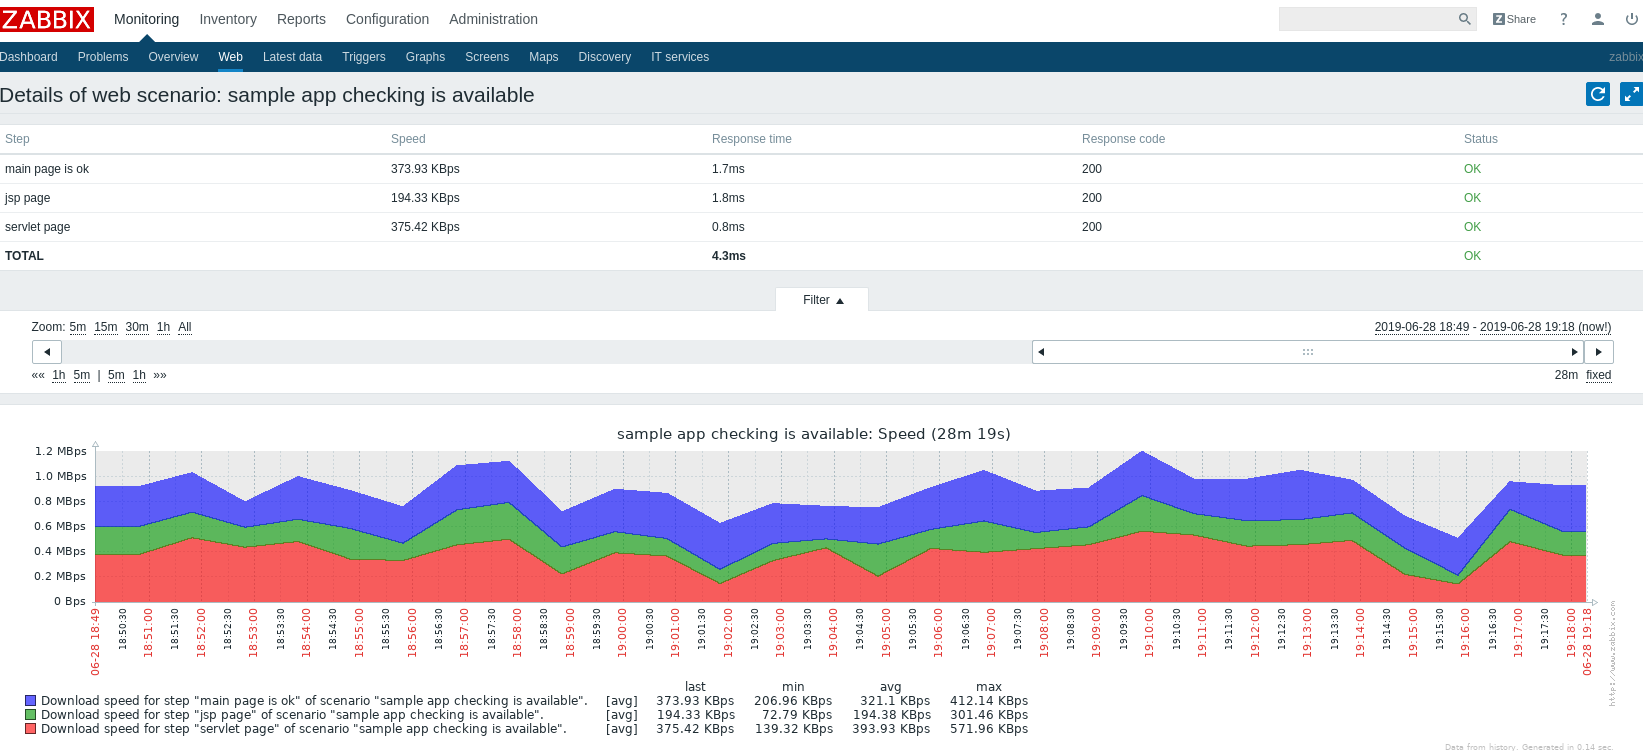 ZABBIX Monitoring Inventory Reports Configuration Administration Z Share ?
Dashboard Problems Overview Web Latest data Triggers Graphs Screens Maps Discovery IT services zabbix
Details of web scenario: sample app checking is available
Step Speed Response time Response code Status
main page is ok 373.93 KBps 1.7ms 200 OK
jsp page 194.33 KBps 1.8ms 200 OK
servlet page 375.42 KBps 0.8ms 200 OK
TOTAL 4.3ms OK
Filter ▲
Zoom: 5m 15m 30m 1h All 2019-06-28 18:49 - 2019-06-28 19:18 (now!)
«« 1h 5m | 5m 1h »» 28m fixed
sample app checking is available: Speed (28m 19s)
1.2 MBps
1.0 MBps
0.8 MBps
0.6 MBps
0.4 MBps
0.2 MBps
0 Bps
06-28 18:49 18:50:30 18:51:00 18:51:30 18:52:00 18:52:30 18:53:00 18:53:30 18:54:00 18:54:30 18:55:00 18:55:30 18:56:00 18:56:30 18:57:00 18:57:30 18:58:00 18:58:30 18:59:00 18:59:30 19:00:00 19:00:30 19:01:00 19:01:30 19:02:00 19:02:30 19:03:00 19:03:30 19:04:00 19:04:30 19:05:00 19:05:30 19:06:00 19:06:30 19:07:00 19:07:30 19:08:00 19:08:30 19:09:00 19:09:30 19:10:00 19:10:30 19:11:00 19:11:30 19:12:00 19:12:30 19:13:00 19:13:30 19:14:00 19:14:30 19:15:00 19:15:30 19:16:00 19:16:30 19:17:00 19:17:30 19:18:00 06-28 19:18
http://www.zabbix.com
last min avg max
Download speed for step "main page is ok" of scenario "sample app checking is available". [avg] 373.93 KBps 206.96 KBps 321.1 KBps 412.14 KBps
Download speed for step "jsp page" of scenario "sample app checking is available". [avg] 194.33 KBps 72.79 KBps 194.38 KBps 301.46 KBps
Download speed for step "servlet page" of scenario "sample app checking is available". [avg] 375.42 KBps 139.32 KBps 393.93 KBps 571.96 KBps
Data from history. Generated in 0.14 sec.